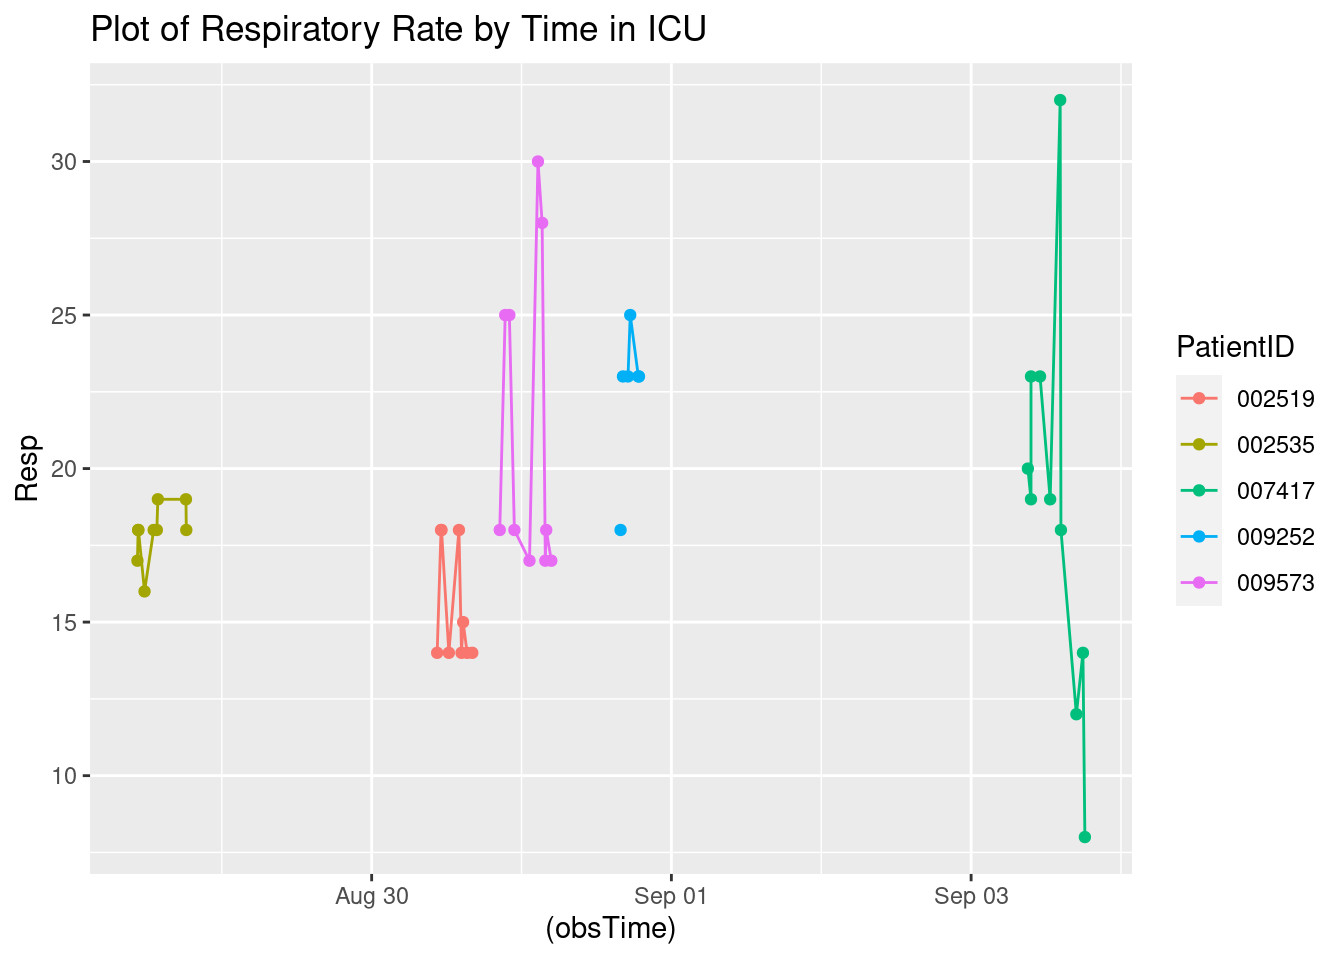 Plot of Respiratory Rate by Time in ICU
Resp
30
25
20
15
10
Aug 30
Sep 01
Sep 03
(obsTime)
PatientID
002519
002535
007417
009252
009573